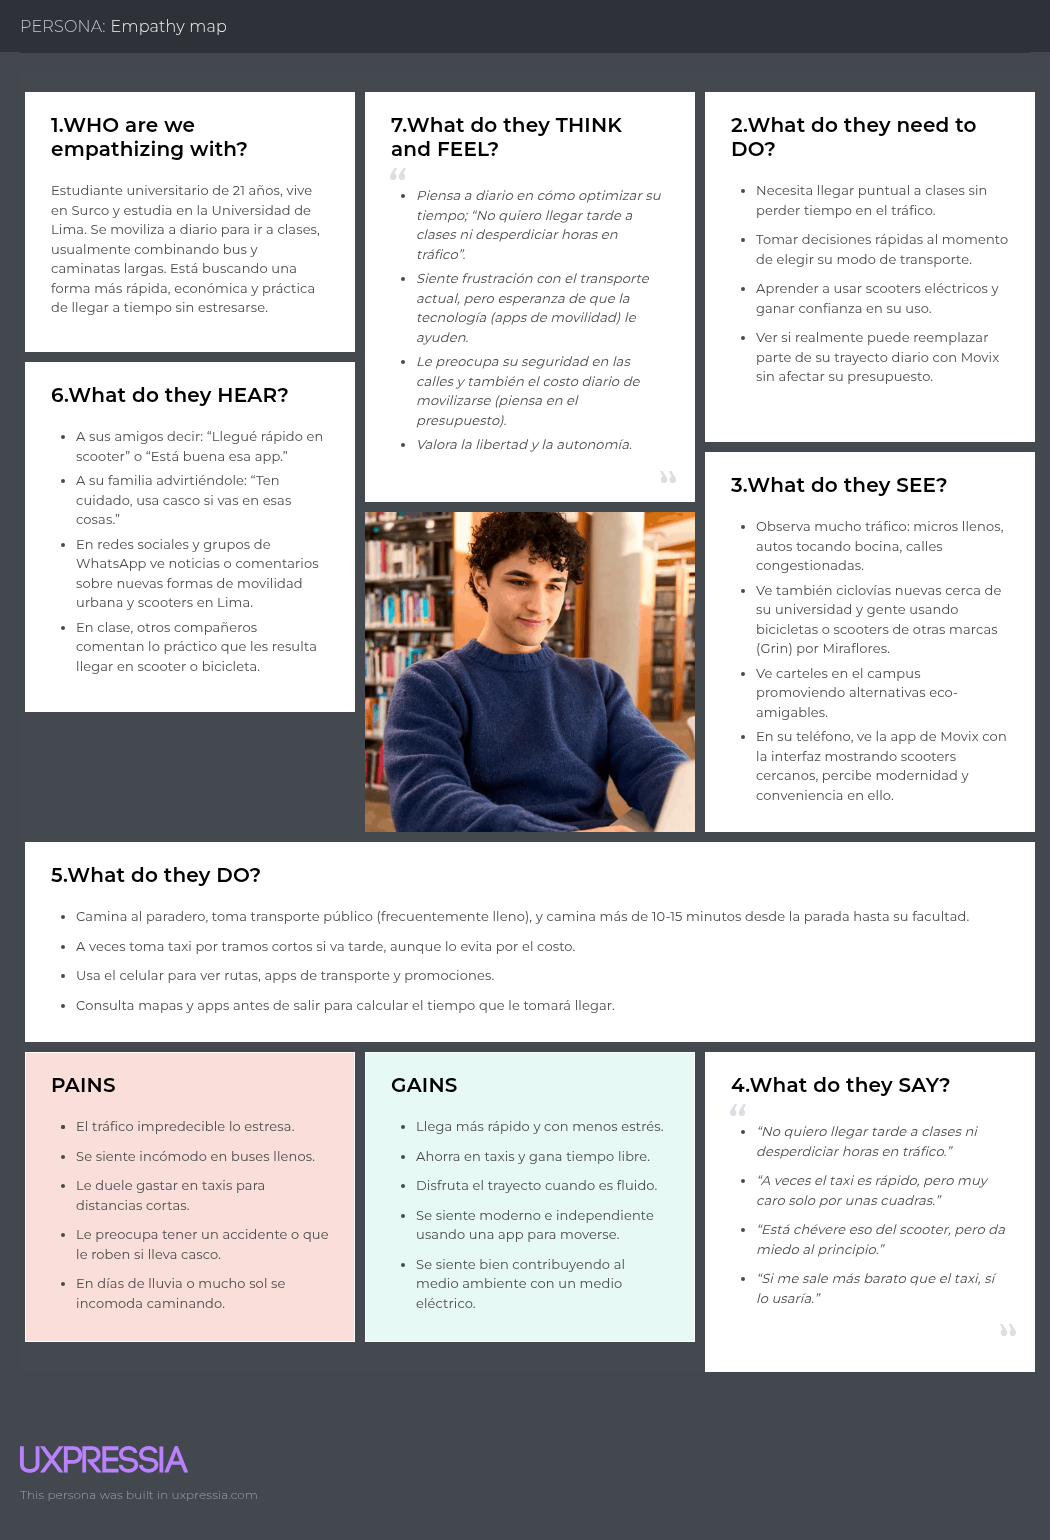 PERSONA: Empathy map
1.WHO are we
empathizing with?
Estudiante universitario de 21 años, vive
en Surco y estudia en la Universidad de
Lima. Se moviliza a diario para ir a clases,
usualmente combinando bus y
caminatas largas. Está buscando una
forma más rápida, económica y práctica
de llegar a tiempo sin estresarse.
7.What do they THINK
and FEEL?
“
• Piensa a diario en cómo optimizar su
tiempo; “No quiero llegar tarde a
clases ni desperdiciar horas en
tráfico”.
• Siente frustración con el transporte
actual, pero esperanza de que la
tecnología (apps de movilidad) le
ayuden.
• Le preocupa su seguridad en las
calles y también el costo diario de
movilizarse (piensa en el
presupuesto).
• Valora la libertad y la autonomía.
”
2.What do they need to
DO?
• Necesita llegar puntual a clases sin
perder tiempo en el tráfico.
• Tomar decisiones rápidas al momento
de elegir su modo de transporte.
• Aprender a usar scooters eléctricos y
ganar confianza en su uso.
• Ver si realmente puede reemplazar
parte de su trayecto diario con Movix
sin afectar su presupuesto.
6.What do they HEAR?
• A sus amigos decir: “Llegué rápido en
scooter” o “Está buena esa app.”
• A su familia advirtiéndole: “Ten
cuidado, usa casco si vas en esas
cosas.”
• En redes sociales y grupos de
WhatsApp ve noticias o comentarios
sobre nuevas formas de movilidad
urbana y scooters en Lima.
• En clase, otros compañeros
comentan lo práctico que les resulta
llegar en scooter o bicicleta.
3.What do they SEE?
• Observa mucho tráfico: micros llenos,
autos tocando bocina, calles
congestionadas.
• Ve también ciclovías nuevas cerca de
su universidad y gente usando
bicicletas o scooters de otras marcas
(Grin) por Miraflores.
• Ve carteles en el campus
promoviendo alternativas eco-
amigables.
• En su teléfono, ve la app de Movix con
la interfaz mostrando scooters
cercanos, percibe modernidad y
conveniencia en ello.
5.What do they DO?
• Camina al paradero, toma transporte público (frecuentemente lleno), y camina más de 10-15 minutos desde la parada hasta su facultad.
• A veces toma taxi por tramos cortos si va tarde, aunque lo evita por el costo.
• Usa el celular para ver rutas, apps de transporte y promociones.
• Consulta mapas y apps antes de salir para calcular el tiempo que le tomará llegar.
PAINS
• El tráfico impredecible lo estresa.
• Se siente incómodo en buses llenos.
• Le duele gastar en taxis para
distancias cortas.
• Le preocupa tener un accidente o que
le roben si lleva casco.
• En días de lluvia o mucho sol se
incomoda caminando.
GAINS
• Llega más rápido y con menos estrés.
• Ahorra en taxis y gana tiempo libre.
• Disfruta el trayecto cuando es fluido.
• Se siente moderno e independiente
usando una app para moverse.
• Se siente bien contribuyendo al
medio ambiente con un medio
eléctrico.
4.What do they SAY?
“
• “No quiero llegar tarde a clases ni
desperdiciar horas en tráfico.”
• “A veces el taxi es rápido, pero muy
caro solo por unas cuadras.”
• “Está chévere eso del scooter, pero da
miedo al principio.”
• “Si me sale más barato que el taxi, sí
lo usaría.”
”
UXPRESSIA
This persona was built in uxpressia.com